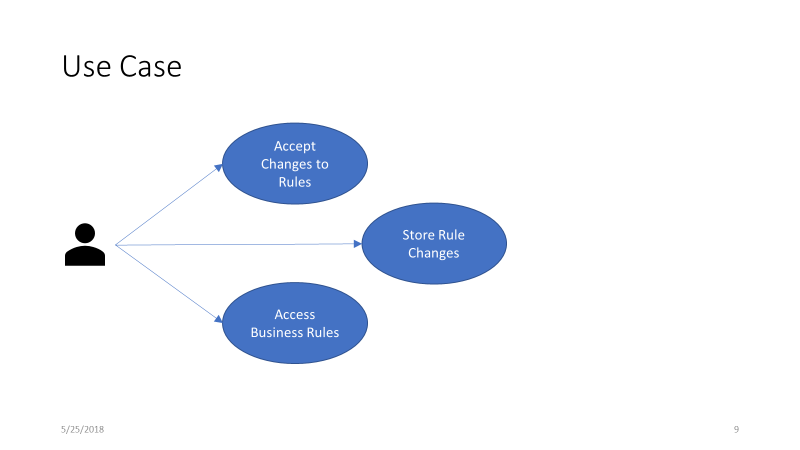 Use Case
Accept
Changes to
Rules
Store Rule
Changes
Access
Business Rules
5/25/2018
9